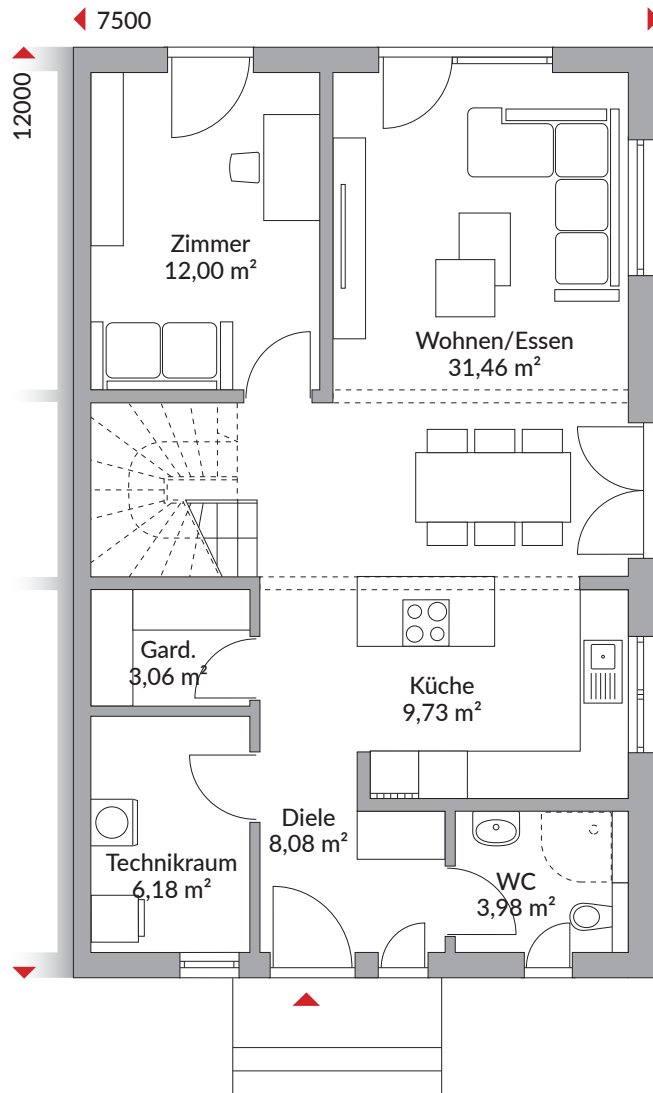 7500
12000
Zimmer
12,00 m²
Wohnen/Essen
31,46 m²
Gard.
3,06 m²
Küche
9,73 m²
Diele
8,08 m²
Technikraum
6,18 m²
WC
3,98 m²